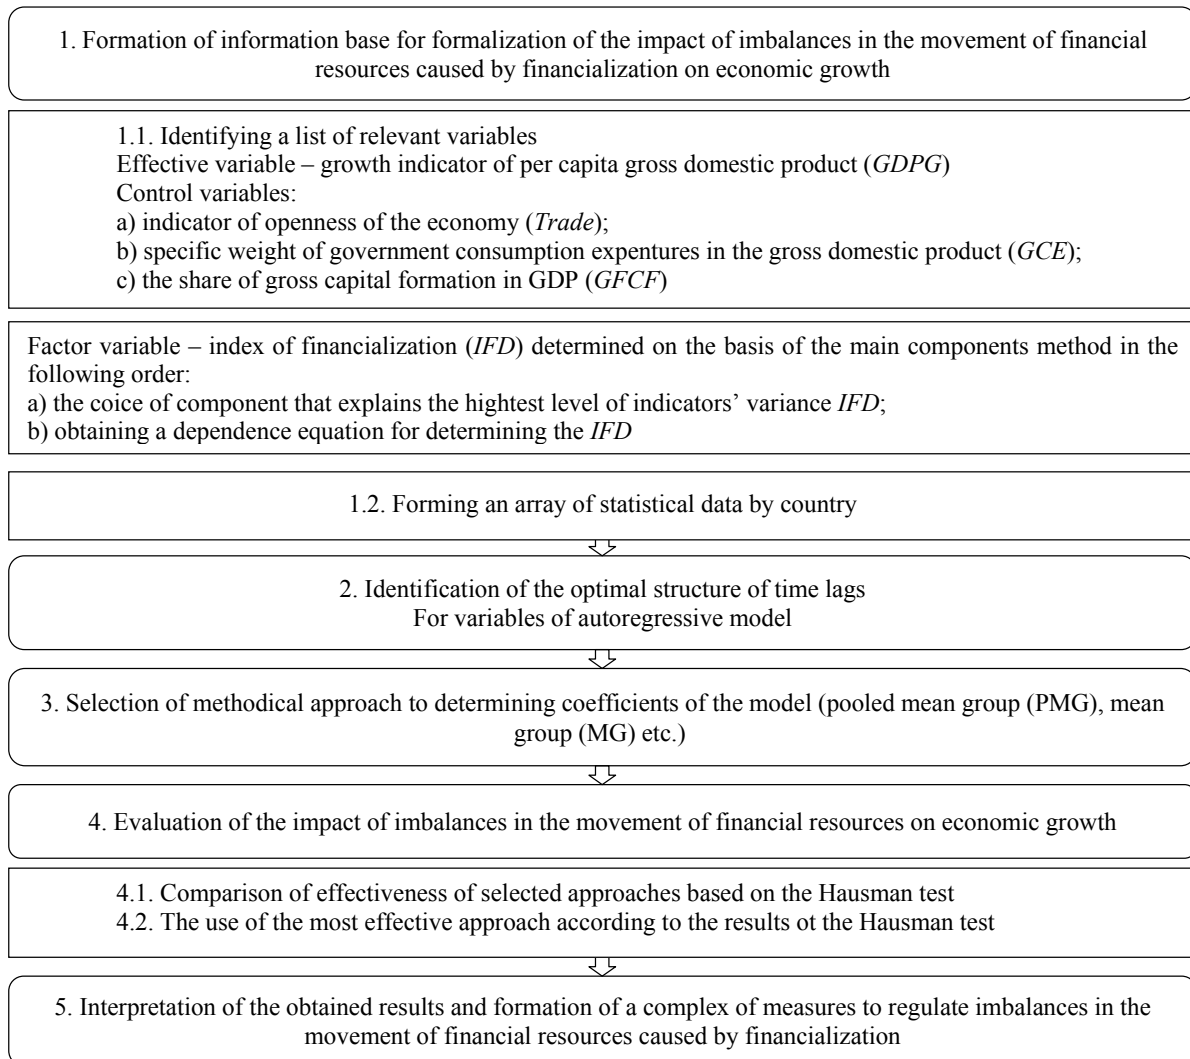 1. Formation of information base for formalization of the impact of imbalances in the movement of financial
resources caused by financialization on economic growth
1.1. Identifying a list of relevant variables
Effective variable – growth indicator of per capita gross domestic product (GDPG)
Control variables:
a) indicator of openness of the economy (Trade);
b) specific weight of government consumption expentures in the gross domestic product (GCE);
c) the share of gross capital formation in GDP (GFCF)
Factor variable – index of financialization (IFD) determined on the basis of the main components method in the
following order:
a) the coice of component that explains the highest level of indicators’ variance IFD;
b) obtaining a dependence equation for determining the IFD
1.2. Forming an array of statistical data by country
2. Identification of the optimal structure of time lags
For variables of autoregressive model
3. Selection of methodical approach to determining coefficients of the model (pooled mean group (PMG), mean
group (MG) etc.)
4. Evaluation of the impact of imbalances in the movement of financial resources on economic growth
4.1. Comparison of effectiveness of selected approaches based on the Hausman test
4.2. The use of the most effective approach according to the results ot the Hausman test
5. Interpretation of the obtained results and formation of a complex of measures to regulate imbalances in the
movement of financial resources caused by financialization